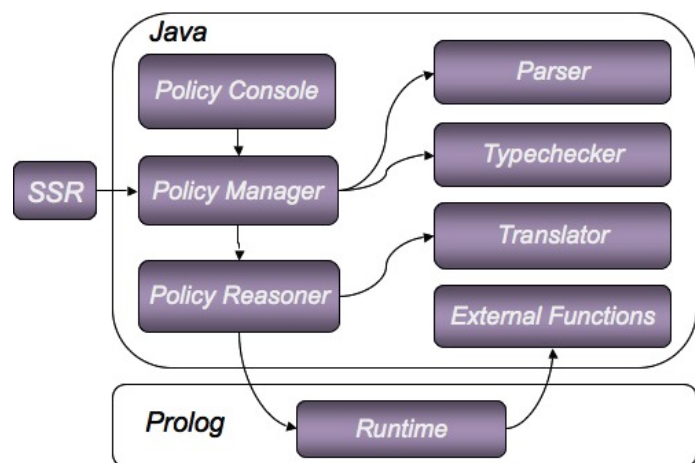 Java
Policy Console
Parser
Typechecker
SSR
Policy Manager
Translator
Policy Reasoner
External Functions
Prolog
Runtime